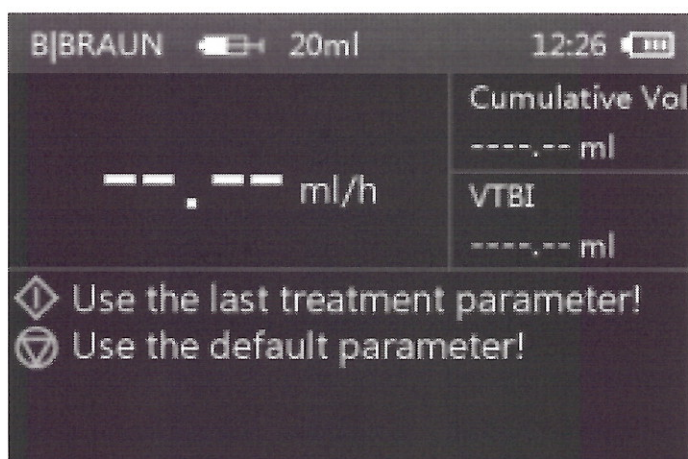 B|BRAUN 20ml 12:26
Cumulative Vol
----.-- ml
--.-- ml/h
VTBI
----.-- ml
Use the last treatment parameter!
Use the default parameter!